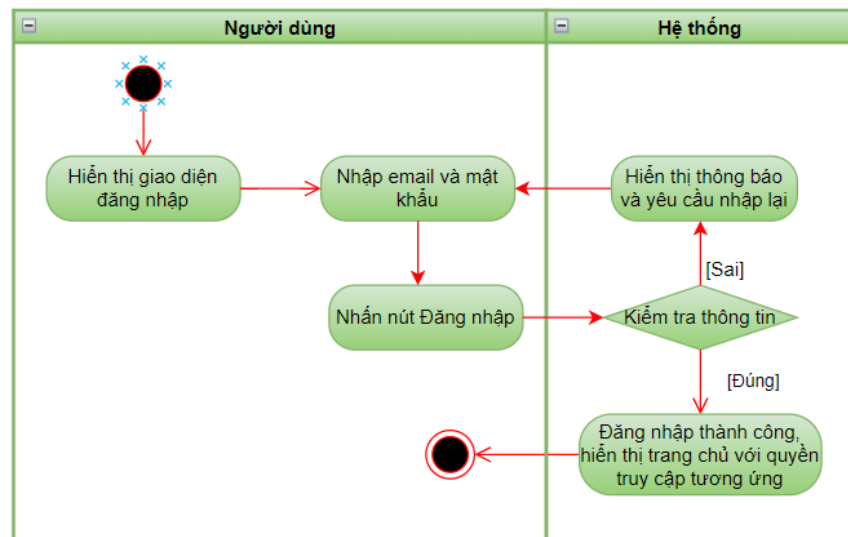 Người dùng
Hệ thống
Hiển thị giao diện
đăng nhập
Nhập email và mật
khẩu
Hiển thị thông báo
và yêu cầu nhập lại
[Sai]
Nhấn nút Đăng nhập
Kiểm tra thông tin
[Đúng]
Đăng nhập thành công,
hiển thị trang chủ với quyền
truy cập tương ứng